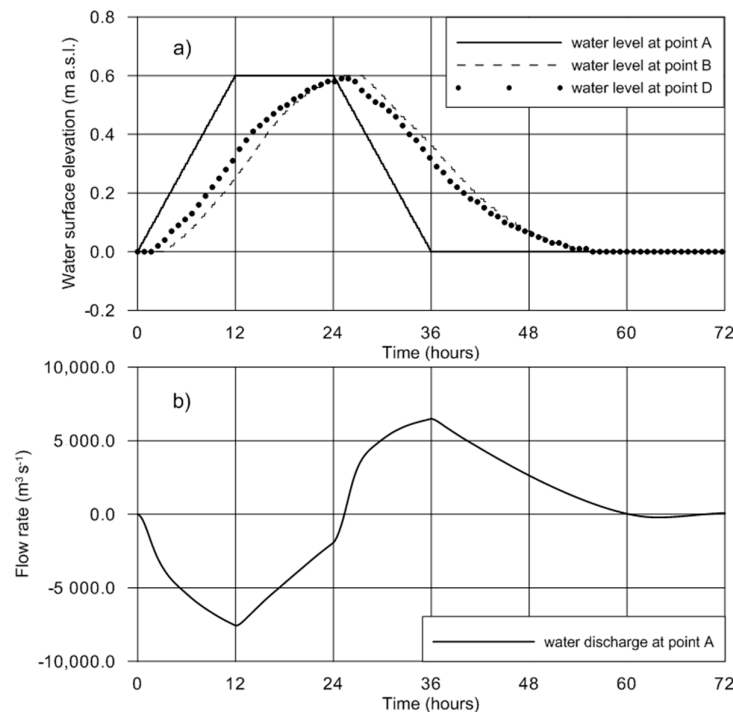 0.8
a)
water level at point A
water level at point B
water level at point D
0.6
0.4
0.2
0.0
-0.2
Water surface elevation (m a.s.l.)
0 12 24 36 48 60 72
Time (hours)
10,000.0
b)
5 000.0
0.0
-5 000.0
-10,000.0
Flow rate (m³ s⁻¹)
water discharge at point A
0 12 24 36 48 60 72
Time (hours)